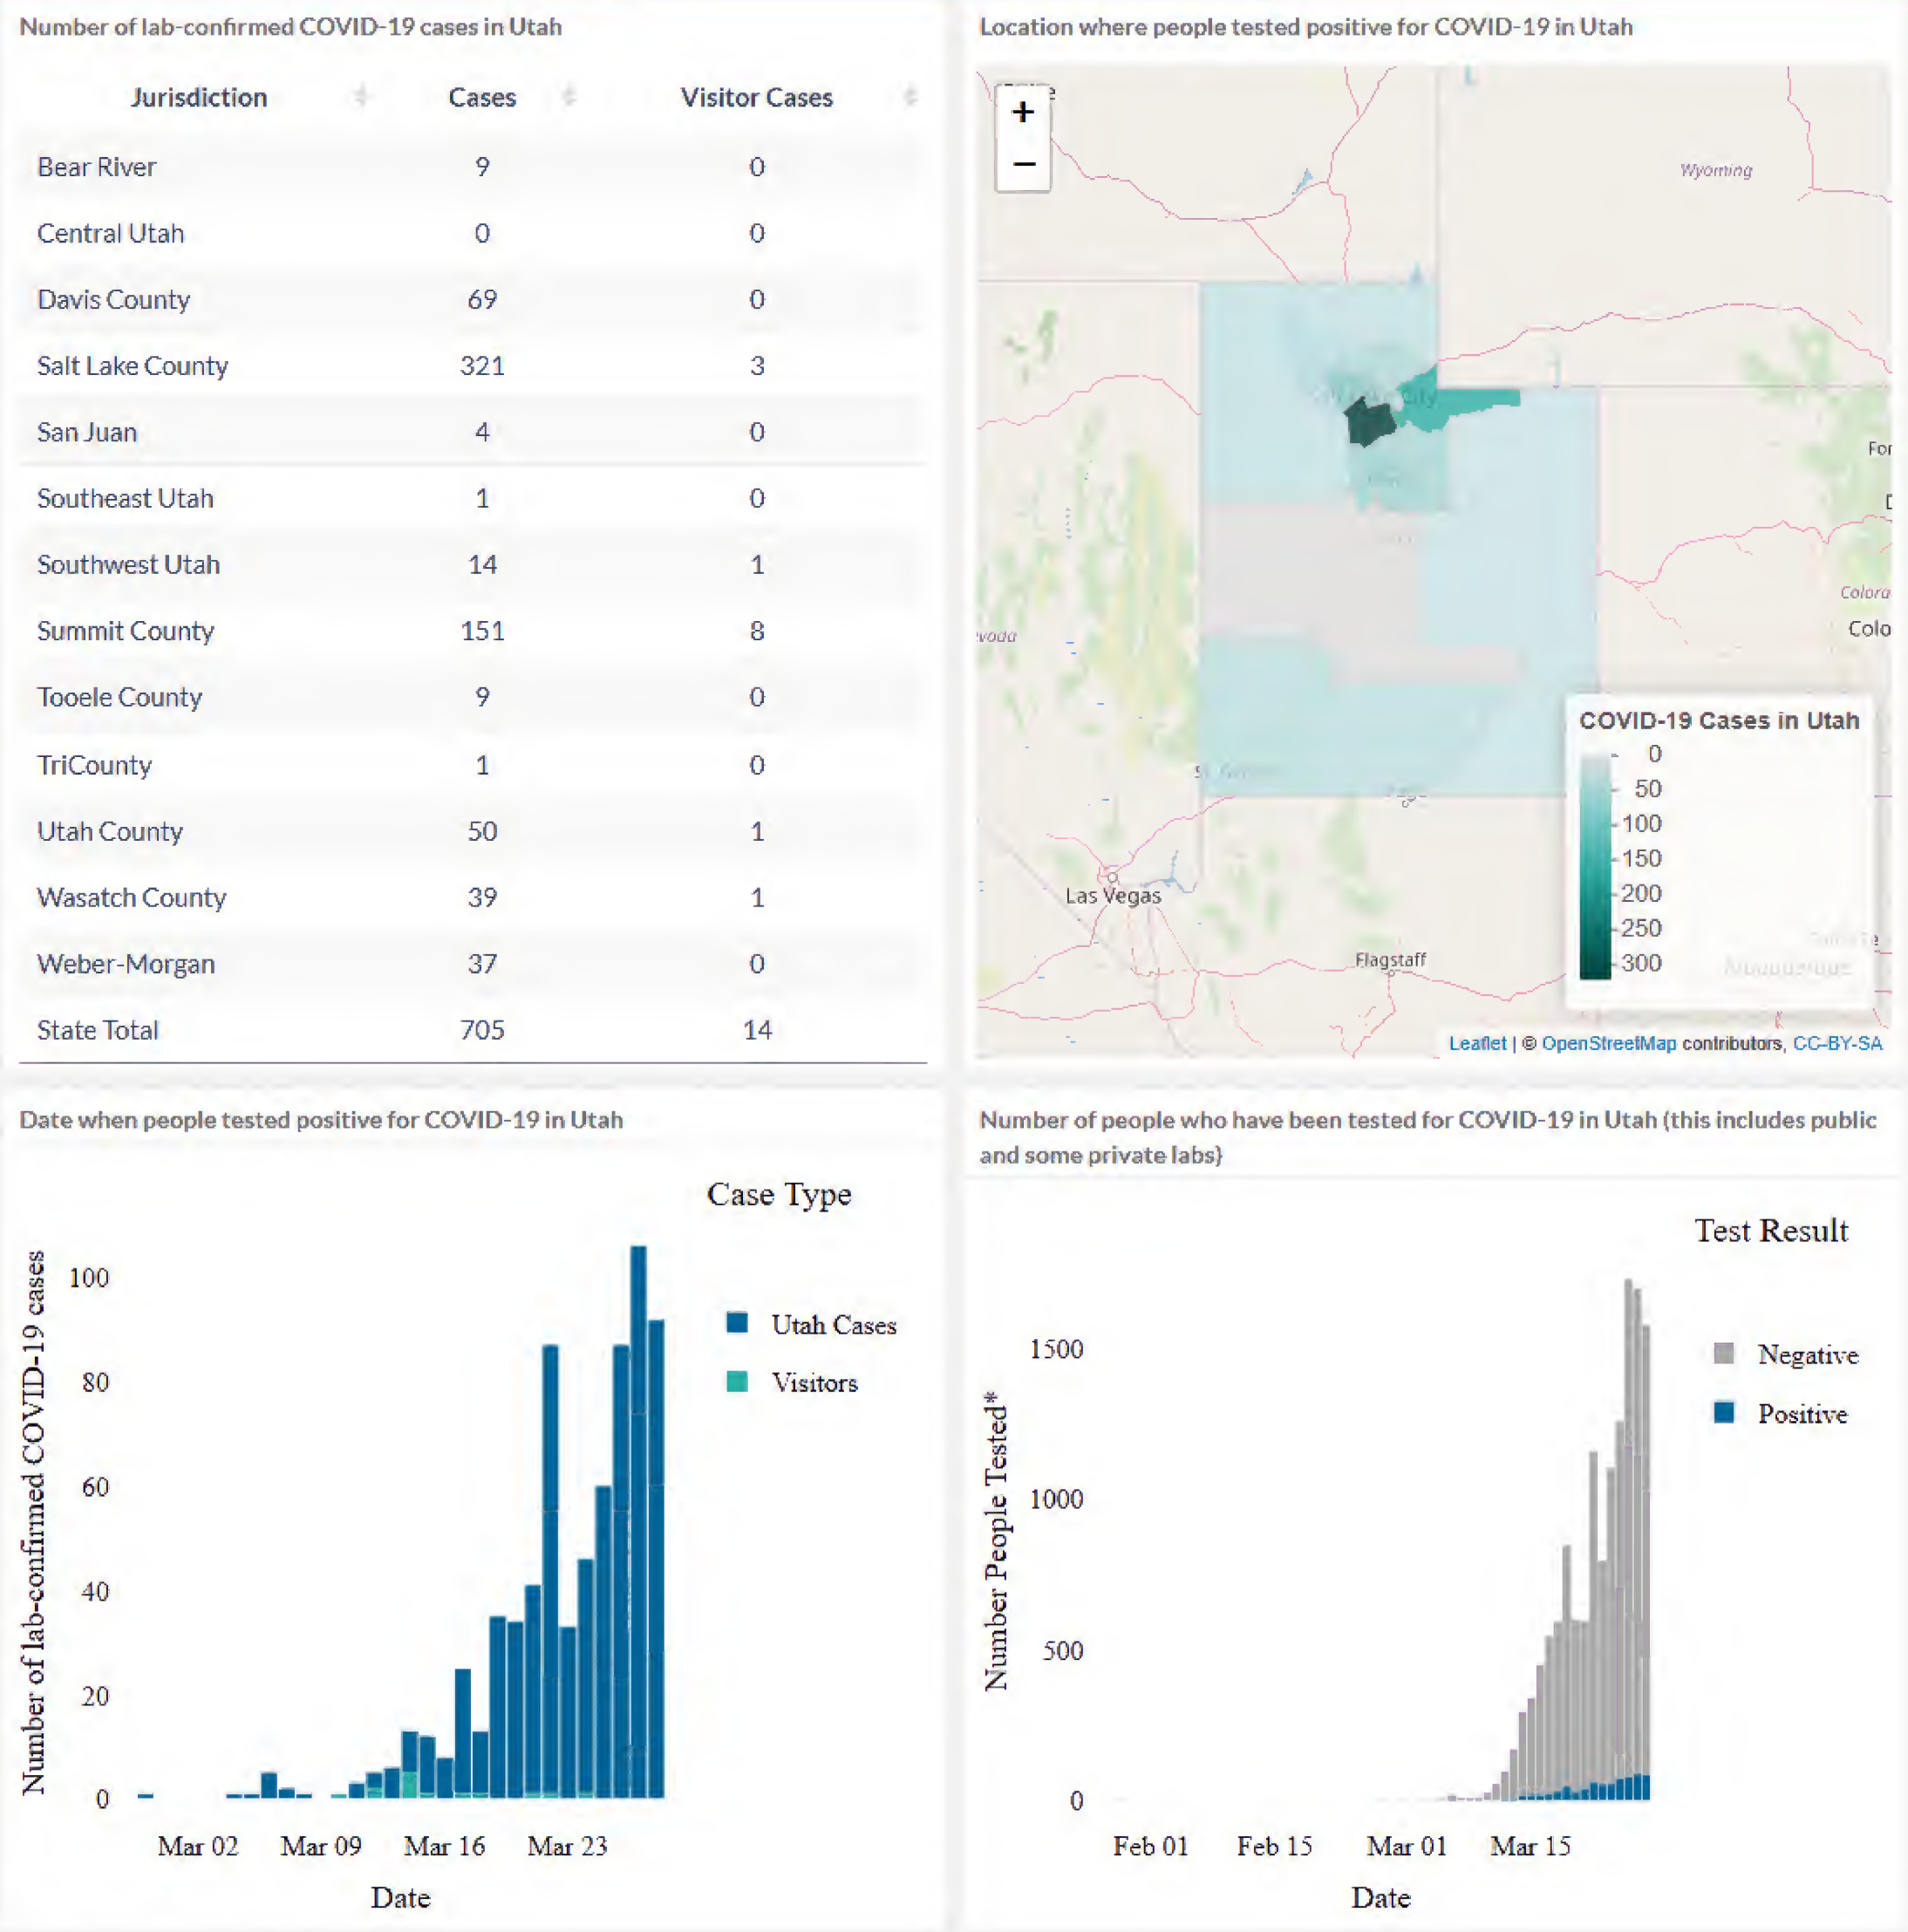 Number of lab-confirmed COVID-19 cases in Utah
Jurisdiction Cases Visitor Cases
Bear River 9 0
Central Utah 0 0
Davis County 69 0
Salt Lake County 321 3
San Juan 4 0
Southeast Utah 1 0
Southwest Utah 14 1
Summit County 151 8
Tooele County 9 0
TriCounty 1 0
Utah County 50 1
Wasatch County 39 1
Weber-Morgan 37 0
State Total 705 14
Location where people tested positive for COVID-19 in Utah
+
−
Wyoming
City
For
Colora
Colo
vada
Las Vegas
Flagstaff
Albuquerque
COVID-19 Cases in Utah
0
50
100
150
200
250
300
Leaflet | © OpenStreetMap contributors, CC-BY-SA
Date when people tested positive for COVID-19 in Utah
Case Type
Utah Cases
Visitors
Number of lab-confirmed COVID-19 cases
100
80
60
40
20
0
Mar 02 Mar 09 Mar 16 Mar 23
Date
Number of people who have been tested for COVID-19 in Utah (this includes public
and some private labs)
Test Result
Negative
Positive
Number People Tested*
1500
1000
500
0
Feb 01 Feb 15 Mar 01 Mar 15
Date